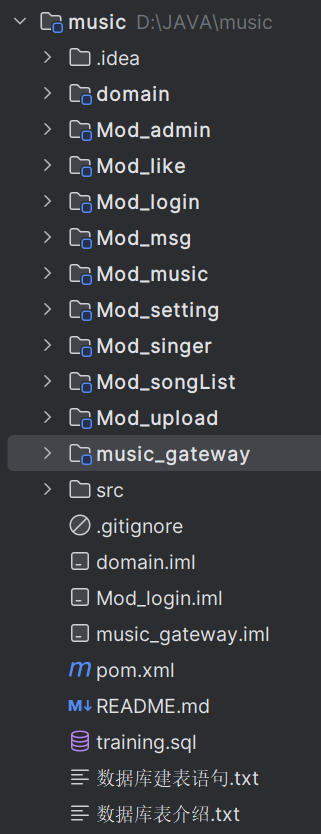 music D:\JAVA\music
.idea
domain
Mod_admin
Mod_like
Mod_login
Mod_msg
Mod_music
Mod_setting
Mod_singer
Mod_songList
Mod_upload
music_gateway
src
.gitignore
domain.iml
Mod_login.iml
music_gateway.iml
m pom.xml
M↓ README.md
training.sql
数据库建表语句.txt
数据库表介绍.txt